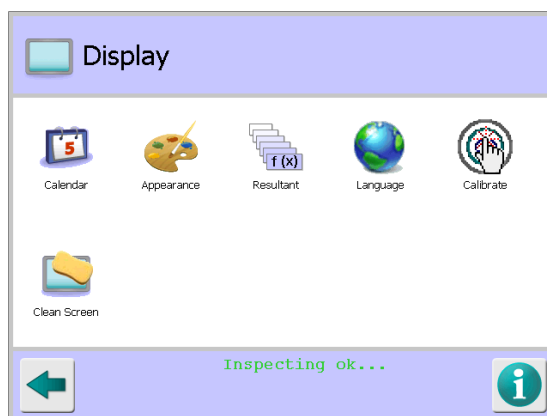 Display
5
f (x)
Calendar
Appearance
Resultant
Language
Calibrate
Clean Screen
Inspecting ok...
i